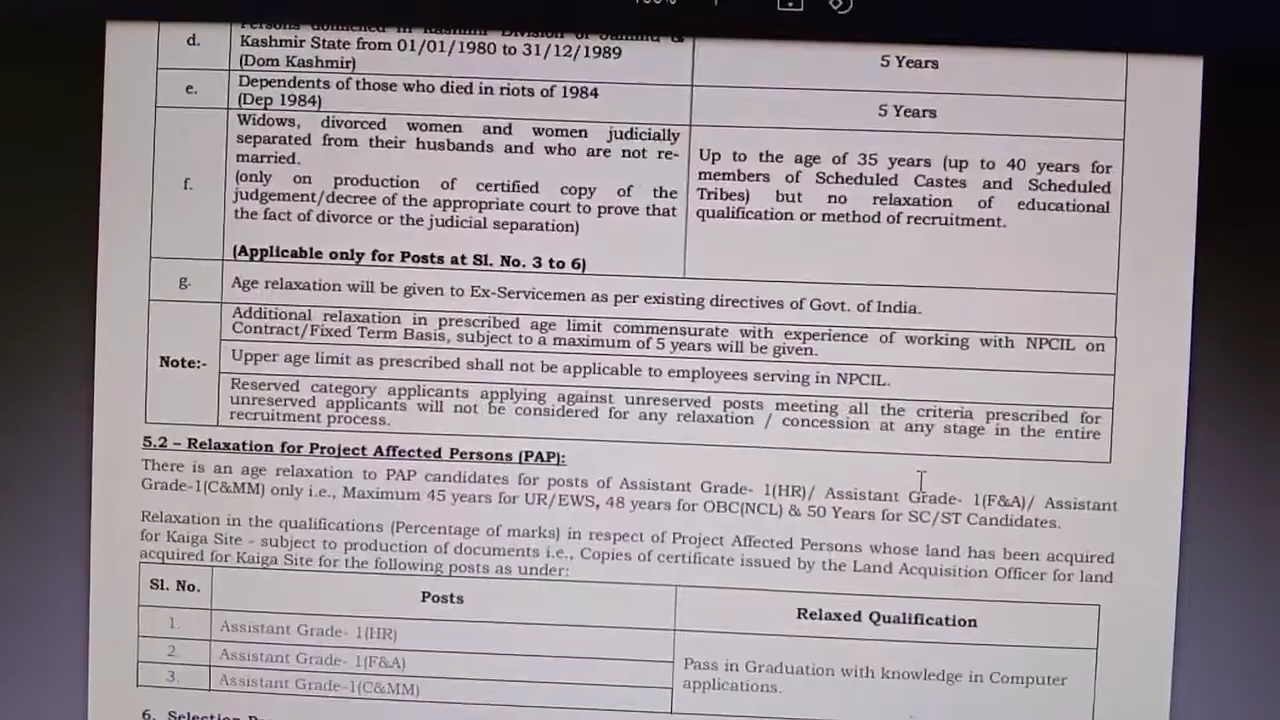 d.
Persons domiciled in Kashmir Division of Jammu &
Kashmir State from 01/01/1980 to 31/12/1989
(Dom Kashmir)
5 Years
e.
Dependents of those who died in riots of 1984
(Dep 1984)
5 Years
f.
Widows, divorced women and women judicially
separated from their husbands and who are not re-
married.
(only on production of certified copy of the
judgement/decree of the appropriate court to prove that
the fact of divorce or the judicial separation)
(Applicable only for Posts at Sl. No. 3 to 6)
Up to the age of 35 years (up to 40 years for
members of Scheduled Castes and Scheduled
Tribes) but no relaxation of educational
qualification or method of recruitment.
g.
Age relaxation will be given to Ex-Servicemen as per existing directives of Govt. of India.
Note:-
Additional relaxation in prescribed age limit commensurate with experience of working with NPCIL on
Contract/Fixed Term Basis, subject to a maximum of 5 years will be given.
Upper age limit as prescribed shall not be applicable to employees serving in NPCIL.
Reserved category applicants applying against unreserved posts meeting all the criteria prescribed for
unreserved applicants will not be considered for any relaxation / concession at any stage in the entire
recruitment process.
5.2 – Relaxation for Project Affected Persons (PAP):
There is an age relaxation to PAP candidates for posts of Assistant Grade- 1(HR)/ Assistant Grade- 1(F&A)/ Assistant
Grade-1(C&MM) only i.e., Maximum 45 years for UR/EWS, 48 years for OBC(NCL) & 50 Years for SC/ST Candidates.
Relaxation in the qualifications (Percentage of marks) in respect of Project Affected Persons whose land has been acquired
for Kaiga Site - subject to production of documents i.e., Copies of certificate issued by the Land Acquisition Officer for land
acquired for Kaiga Site for the following posts as under:
Sl. No.
Posts
Relaxed Qualification
1.
Assistant Grade- 1(HR)
2.
Assistant Grade- 1(F&A)
3.
Assistant Grade-1(C&MM)
Pass in Graduation with knowledge in Computer
applications.
6. Selection